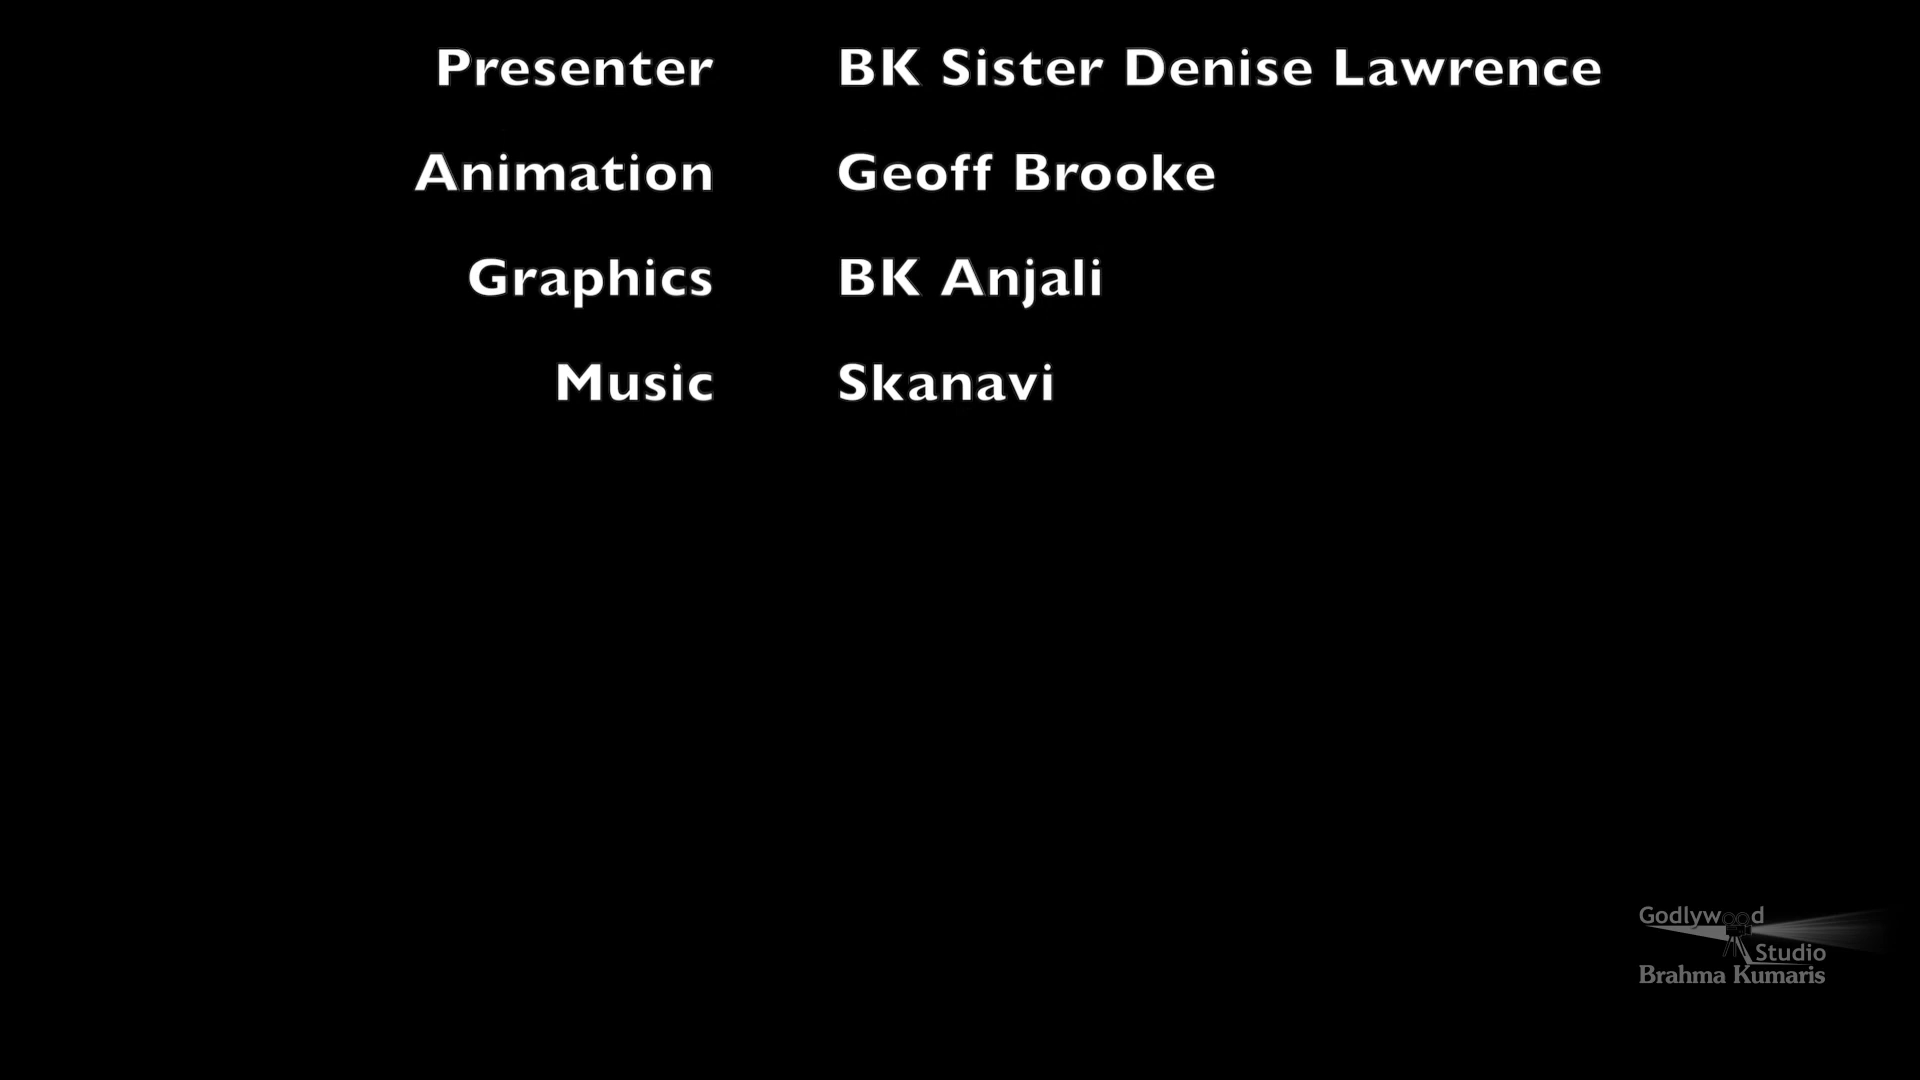 Presenter BK Sister Denise Lawrence
Animation Geoff Brooke
Graphics BK Anjali
Music Skanavi
Godlywood
Studio
Brahma Kumaris